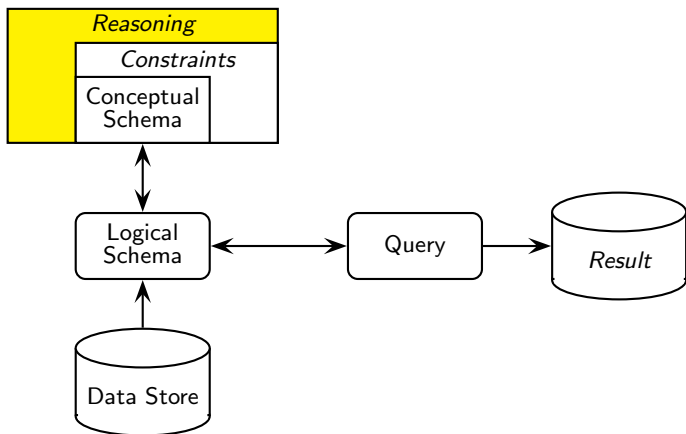 Reasoning
Constraints
Conceptual
Schema
Logical
Schema
Query
Result
Data Store